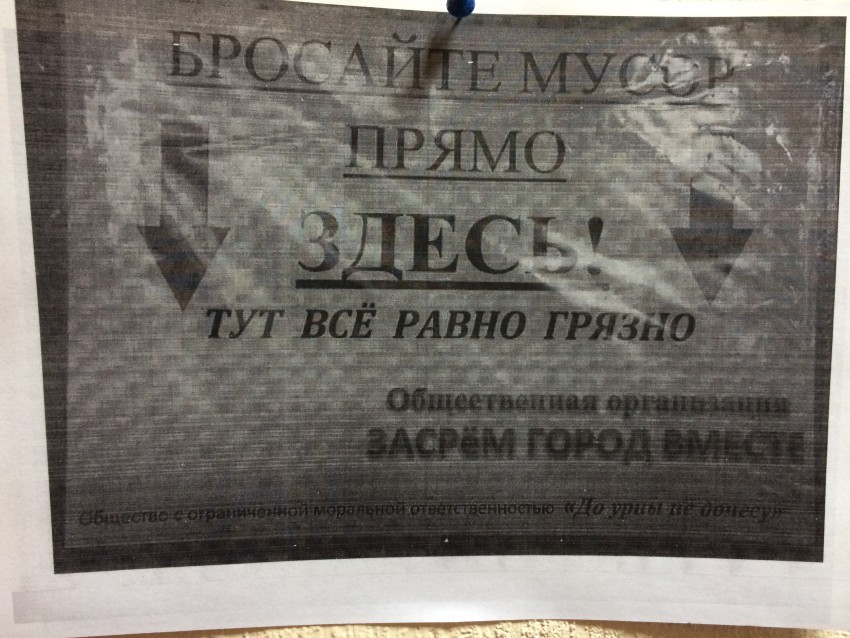 БРОСАЙТЕ МУСОР
ПРЯМО
ЗДЕСЬ!
ТУТ ВСЁ РАВНО ГРЯЗНО
Общественная организация
ЗАСРёМ ГОРОД ВМЕСТЕ
Общество с ограниченной моральной ответственностью «До урны не донесу»